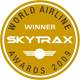 WORLD AIRLINE
WINNER
SKYTRAX
AWARDS 2009